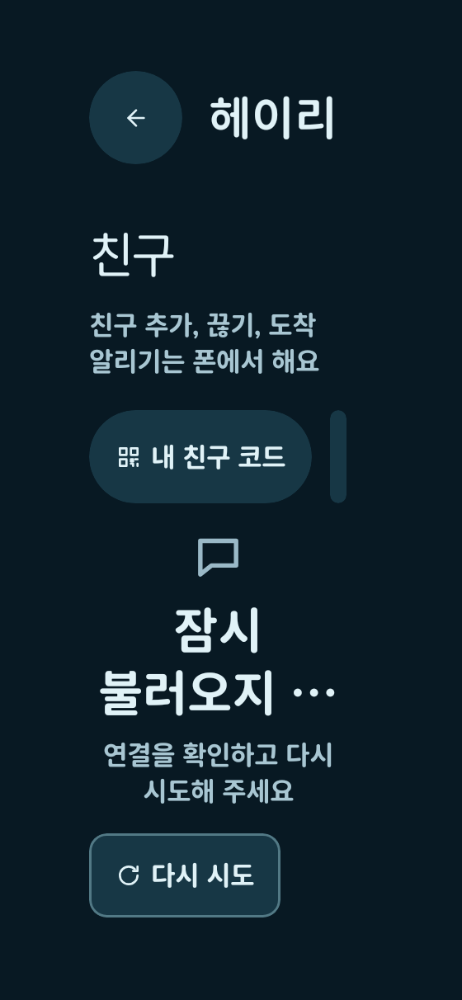 헤이리
친구
친구 추가, 끊기, 도착
알리기는 폰에서 해요
내 친구 코드
잠시
불러오지 …
연결을 확인하고 다시
시도해 주세요
다시 시도